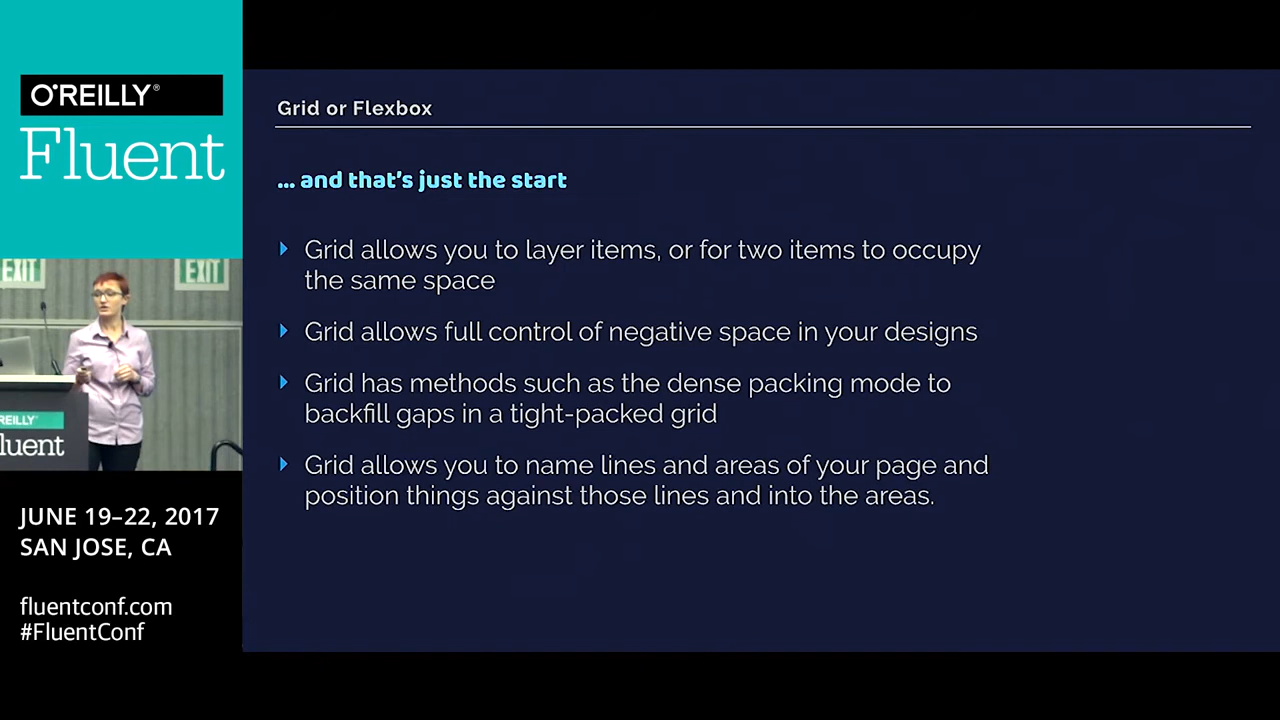 O'REILLY®
Fluent
EXIT
EXIT
REILLY
luent
JUNE 19–22, 2017
SAN JOSE, CA
fluentconf.com
#FluentConf
Grid or Flexbox
... and that's just the start
Grid allows you to layer items, or for two items to occupy
the same space
Grid allows full control of negative space in your designs
Grid has methods such as the dense packing mode to
backfill gaps in a tight-packed grid
Grid allows you to name lines and areas of your page and
position things against those lines and into the areas.